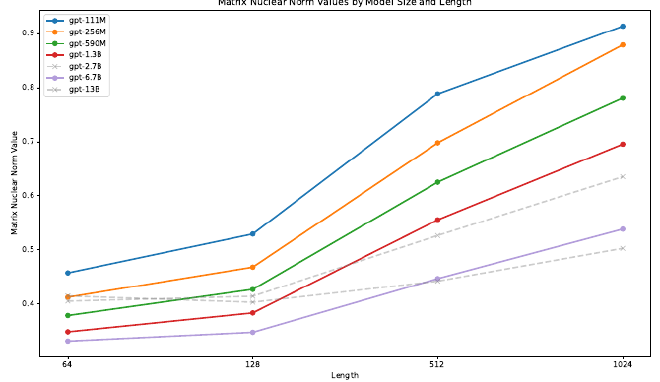 Matrix Nuclear Norm Values by Model Size and Length
gpt-111M
gpt-256M
gpt-590M
gpt-1.3B
gpt-2.7B
gpt-6.7B
gpt-13B
Matrix Nuclear Norm Value
0.9
0.8
0.7
0.6
0.5
0.4
64
128
512
1024
Length